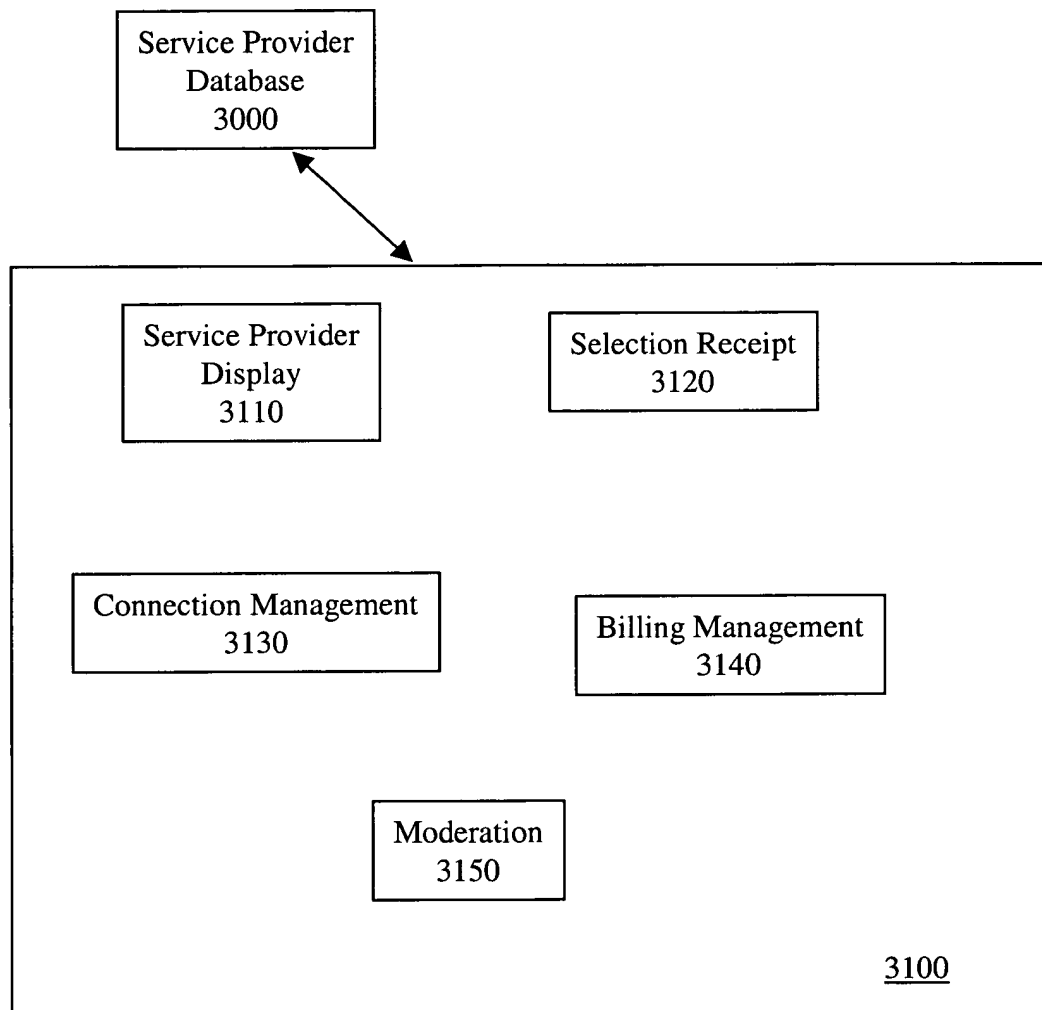 Service Provider
Database
3000
Service Provider
Display
3110
Selection Receipt
3120
Connection Management
3130
Billing Management
3140
Moderation
3150
3100